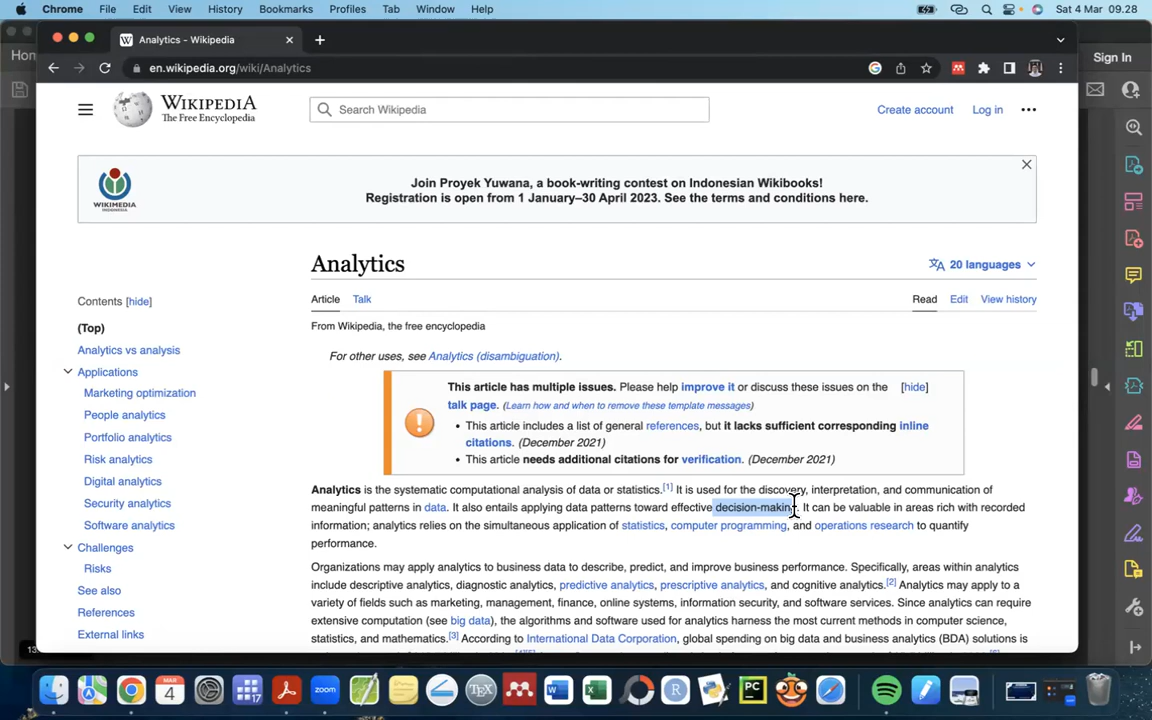 Chrome File Edit View History Bookmarks Profiles Tab Window Help Sat 4 Mar 09.28
Analytics - Wikipedia
Sign In
en.wikipedia.org/wiki/Analytics
WIKIPEDIA
The Free Encyclopedia
Search Wikipedia
Create account Log in
Join Proyek Yuwana, a book-writing contest on Indonesian Wikibooks!
Registration is open from 1 January–30 April 2023. See the terms and conditions here.
WIKIMEDIA
INDONESIA
Analytics
20 languages
Contents [hide]
(Top)
Analytics vs analysis
Applications
Marketing optimization
People analytics
Portfolio analytics
Risk analytics
Digital analytics
Security analytics
Software analytics
Challenges
Risks
See also
References
External links
Article Talk
Read Edit View history
From Wikipedia, the free encyclopedia
For other uses, see Analytics (disambiguation).
This article has multiple issues. Please help improve it or discuss these issues on the [hide]
talk page. (Learn how and when to remove these template messages)
• This article includes a list of general references, but it lacks sufficient corresponding inline
citations. (December 2021)
• This article needs additional citations for verification. (December 2021)
Analytics is the systematic computational analysis of data or statistics.[1] It is used for the discovery, interpretation, and communication of
meaningful patterns in data. It also entails applying data patterns toward effective decision-making. It can be valuable in areas rich with recorded
information; analytics relies on the simultaneous application of statistics, computer programming, and operations research to quantify
performance.
Organizations may apply analytics to business data to describe, predict, and improve business performance. Specifically, areas within analytics
include descriptive analytics, diagnostic analytics, predictive analytics, prescriptive analytics, and cognitive analytics.[2] Analytics may apply to a
variety of fields such as marketing, management, finance, online systems, information security, and software services. Since analytics can require
extensive computation (see big data), the algorithms and software used for analytics harness the most current methods in computer science,
statistics, and mathematics.[3] According to International Data Corporation, global spending on big data and business analytics (BDA) solutions is
MAR
4
17
zoom
TEX
W
X
R
PC